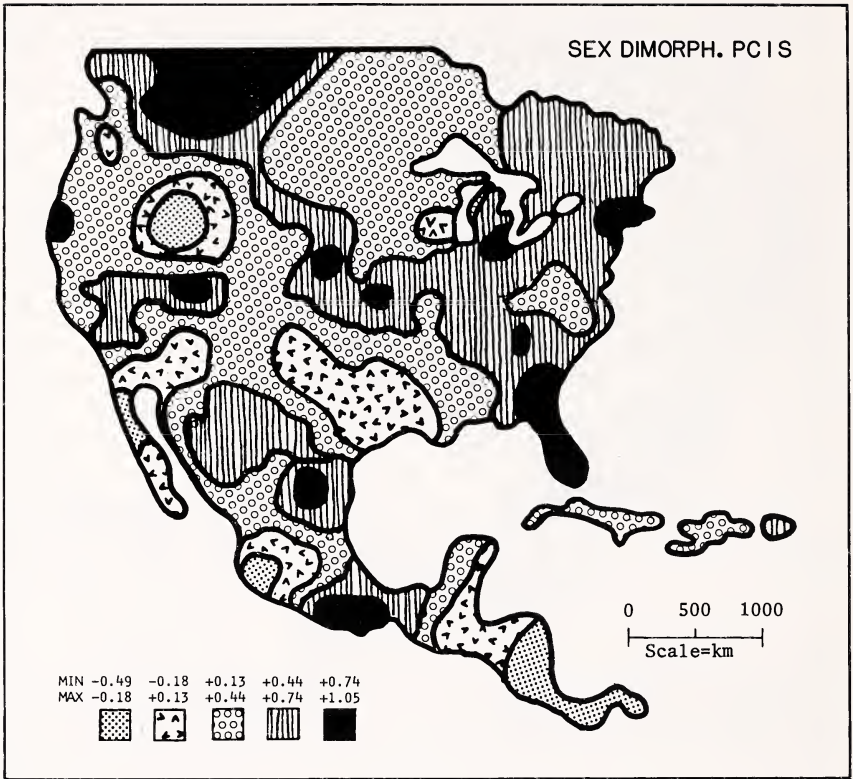 SEX DIMORPH. PC I S
0 500 1000
Scale=km
MIN -0.49 -0.18 +0.13 +0.44 +0.74
MAX -0.18 +0.13 +0.44 +0.74 +1.05